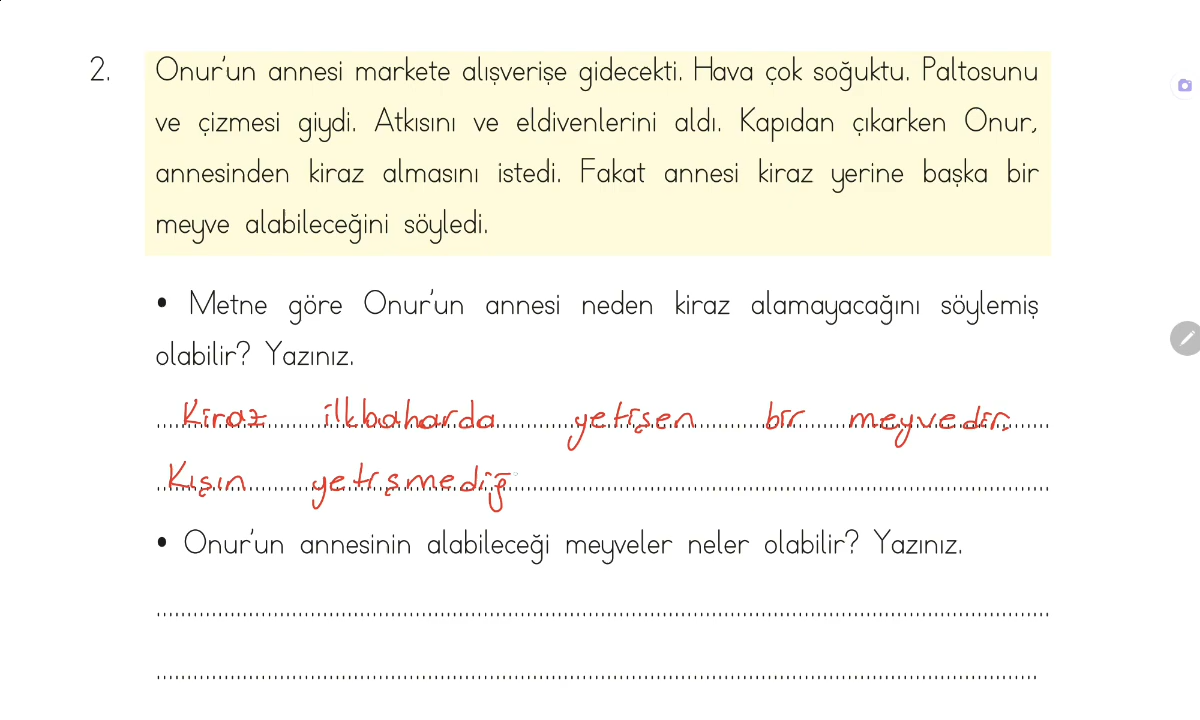 2. Onur'un annesi markete alışverişe gidecekti. Hava çok soğuktu. Paltosunu
ve çizmesi giydi. Atkısını ve eldivenlerini aldı. Kapıdan çıkarken Onur,
annesinden kiraz almasını istedi. Fakat annesi kiraz yerine başka bir
meyve alabileceğini söyledi.
• Metne göre Onur'un annesi neden kiraz alamayacağını söylemiş
olabilir? Yazınız.
Kiraz ilkbaharda yetişen bir meyvedir.
Kışın yetişmediğ
• Onur'un annesinin alabileceği meyveler neler olabilir? Yazınız.